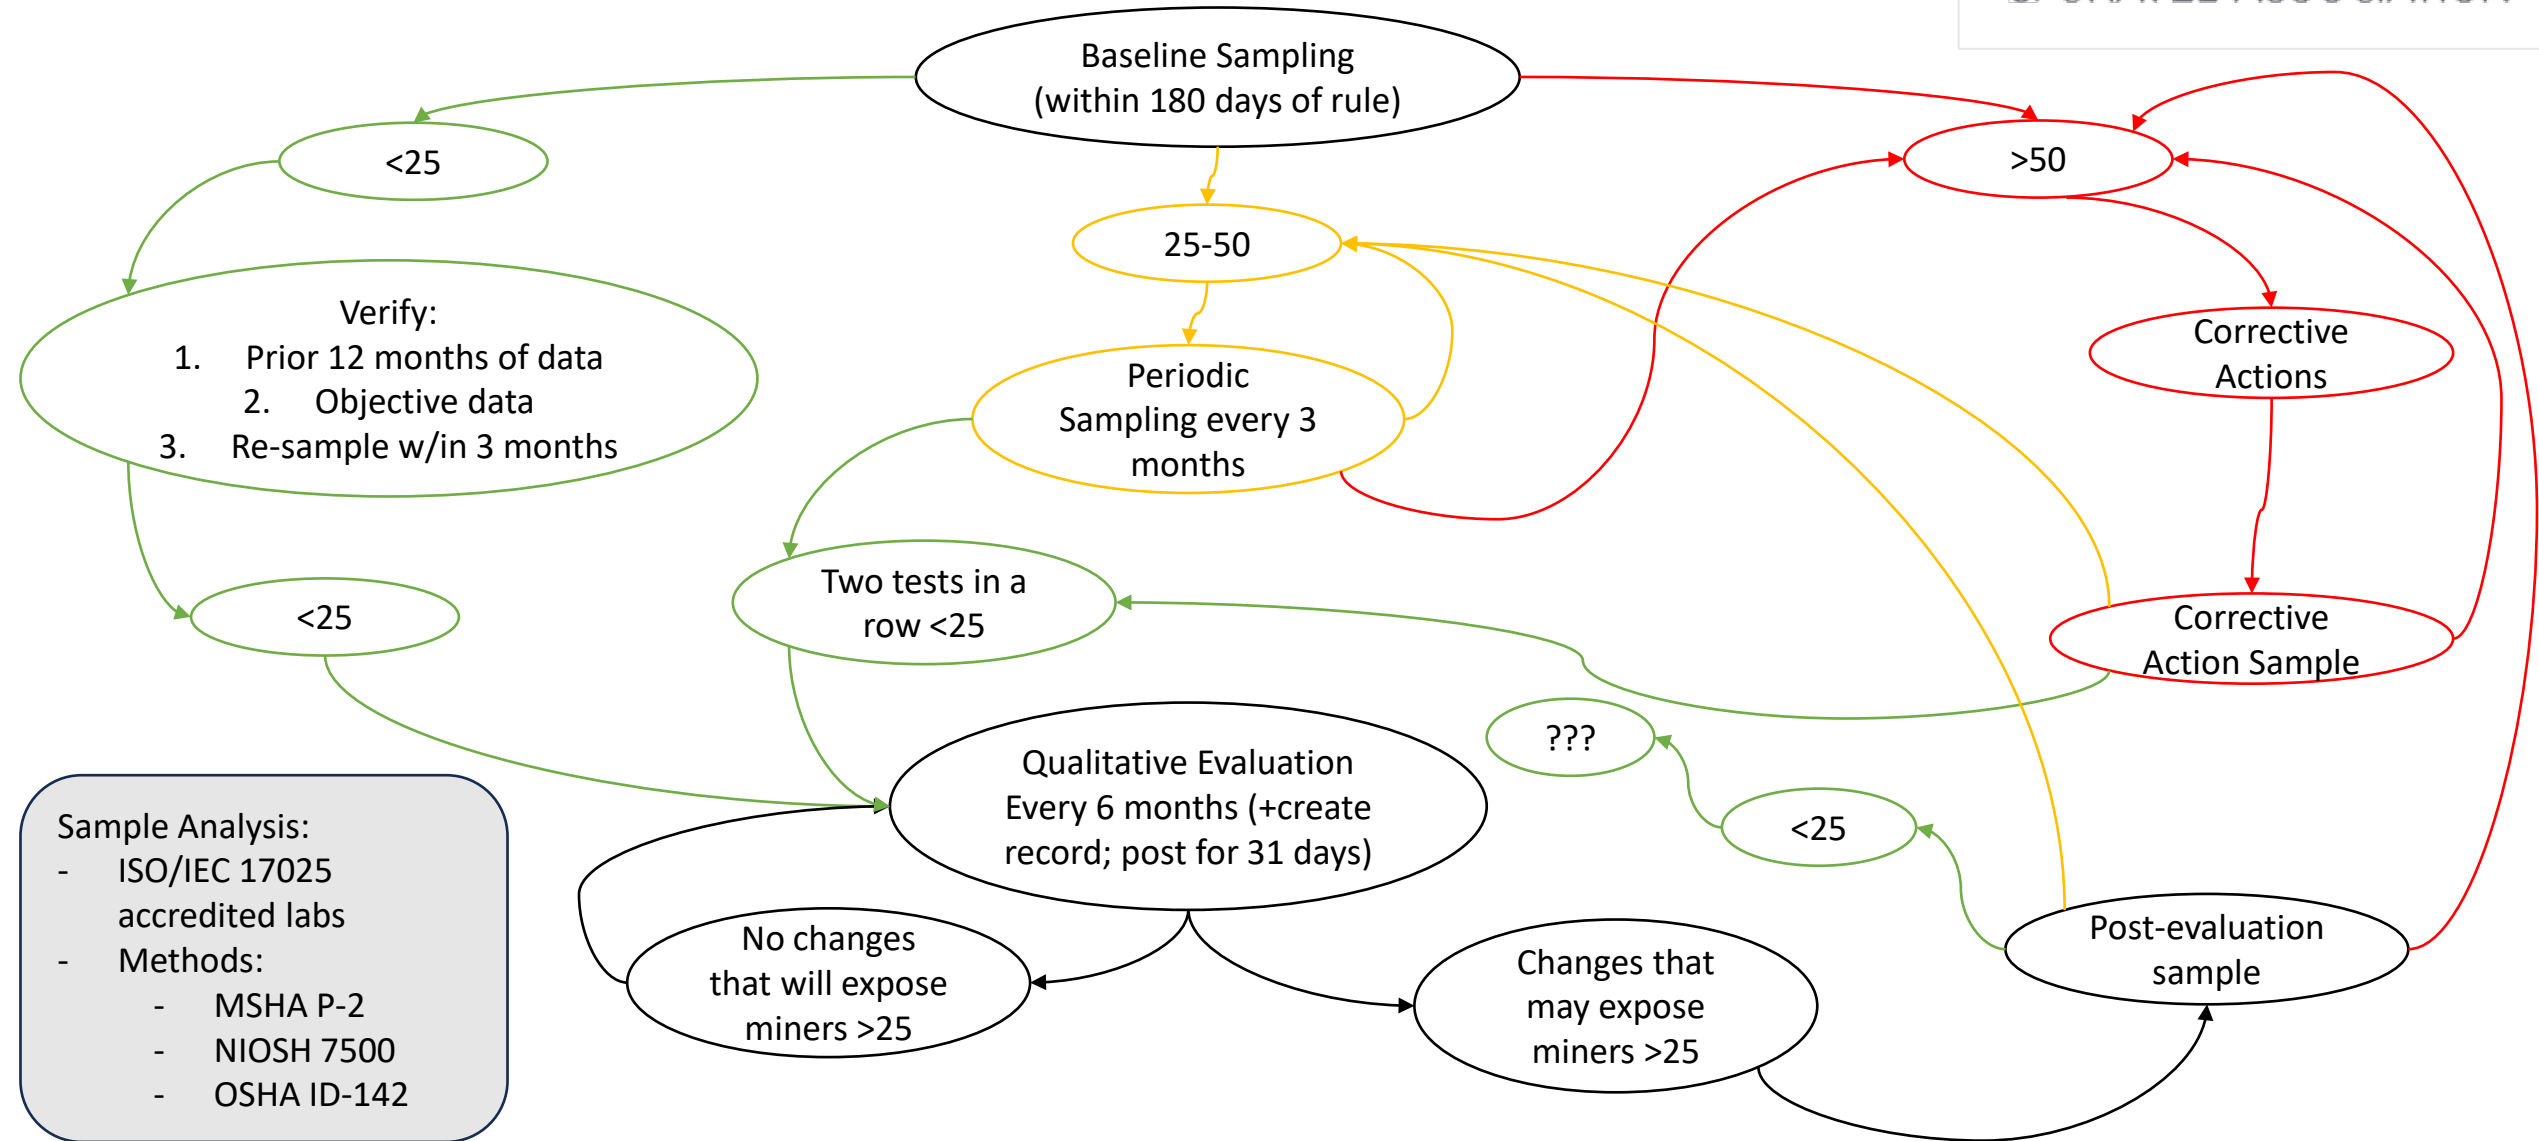 Baseline Sampling
(within 180 days of rule)
<25
>50
25-50
Verify:
1. Prior 12 months of data
2. Objective data
3. Re-sample w/in 3 months
Periodic
Sampling every 3
months
Corrective
Actions
<25
Two tests in a
row <25
Corrective
Action Sample
???
Qualitative Evaluation
Every 6 months (+create
record; post for 31 days)
<25
Sample Analysis:
- ISO/IEC 17025
accredited labs
- Methods:
- MSHA P-2
- NIOSH 7500
- OSHA ID-142
No changes
that will expose
miners >25
Changes that
may expose
miners >25
Post-evaluation
sample